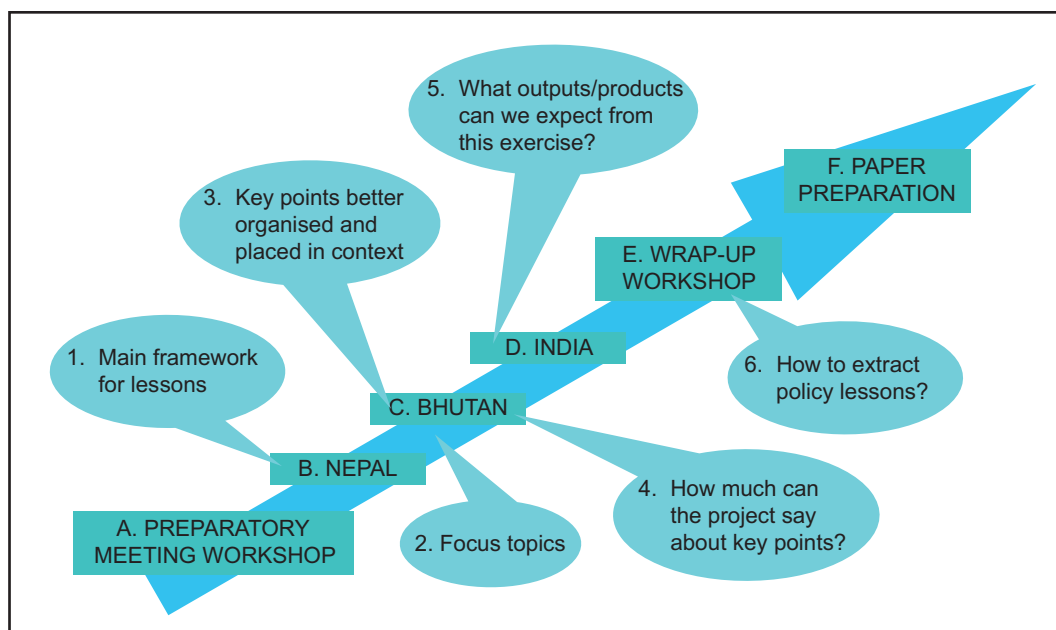 5. What outputs/products
can we expect from
this exercise?
F. PAPER
PREPARATION
3. Key points better
organised and
placed in context
E. WRAP-UP
WORKSHOP
1. Main framework
for lessons
D. INDIA
6. How to extract
policy lessons?
C. BHUTAN
B. NEPAL
4. How much can
the project say
about key points?
A. PREPARATORY
MEETING WORKSHOP
2. Focus topics